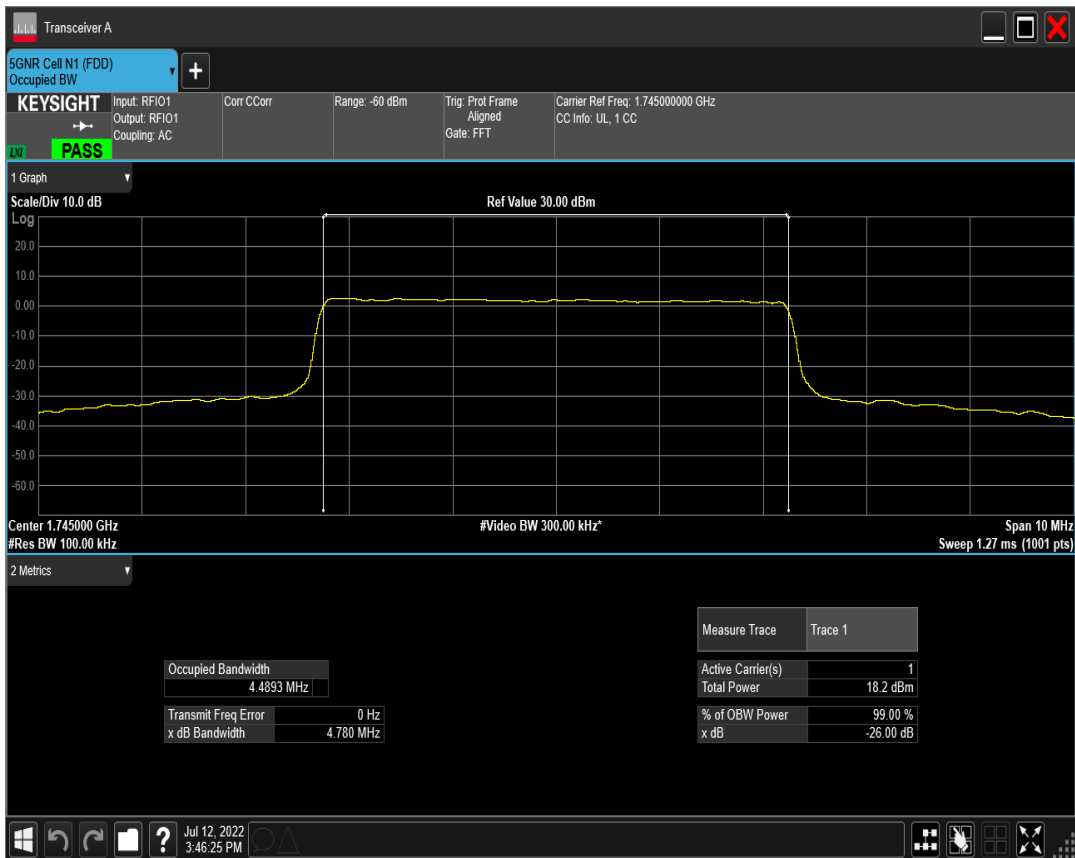 Transceiver A
5GNR Cell N1 (FDD)
Occupied BW
KEYSIGHT
LXI
PASS
Input: RFIO1
Output: RFIO1
Coupling: AC
Corr CCorr
Range: -60 dBm
Trig: Prot Frame
Aligned
Gate: FFT
Carrier Ref Freq: 1.745000000 GHz
CC Info: UL, 1 CC
1 Graph
Scale/Div 10.0 dB
Ref Value 30.00 dBm
Log
20.0
10.0
0.00
-10.0
-20.0
-30.0
-40.0
-50.0
-60.0
Center 1.745000 GHz
#Video BW 300.00 kHz*
Span 10 MHz
#Res BW 100.00 kHz
Sweep 1.27 ms (1001 pts)
2 Metrics
Measure Trace Trace 1
Occupied Bandwidth
4.4893 MHz
Active Carrier(s) 1
Total Power 18.2 dBm
Transmit Freq Error 0 Hz
x dB Bandwidth 4.780 MHz
% of OBW Power 99.00 %
x dB -26.00 dB
Jul 12, 2022
3:46:25 PM